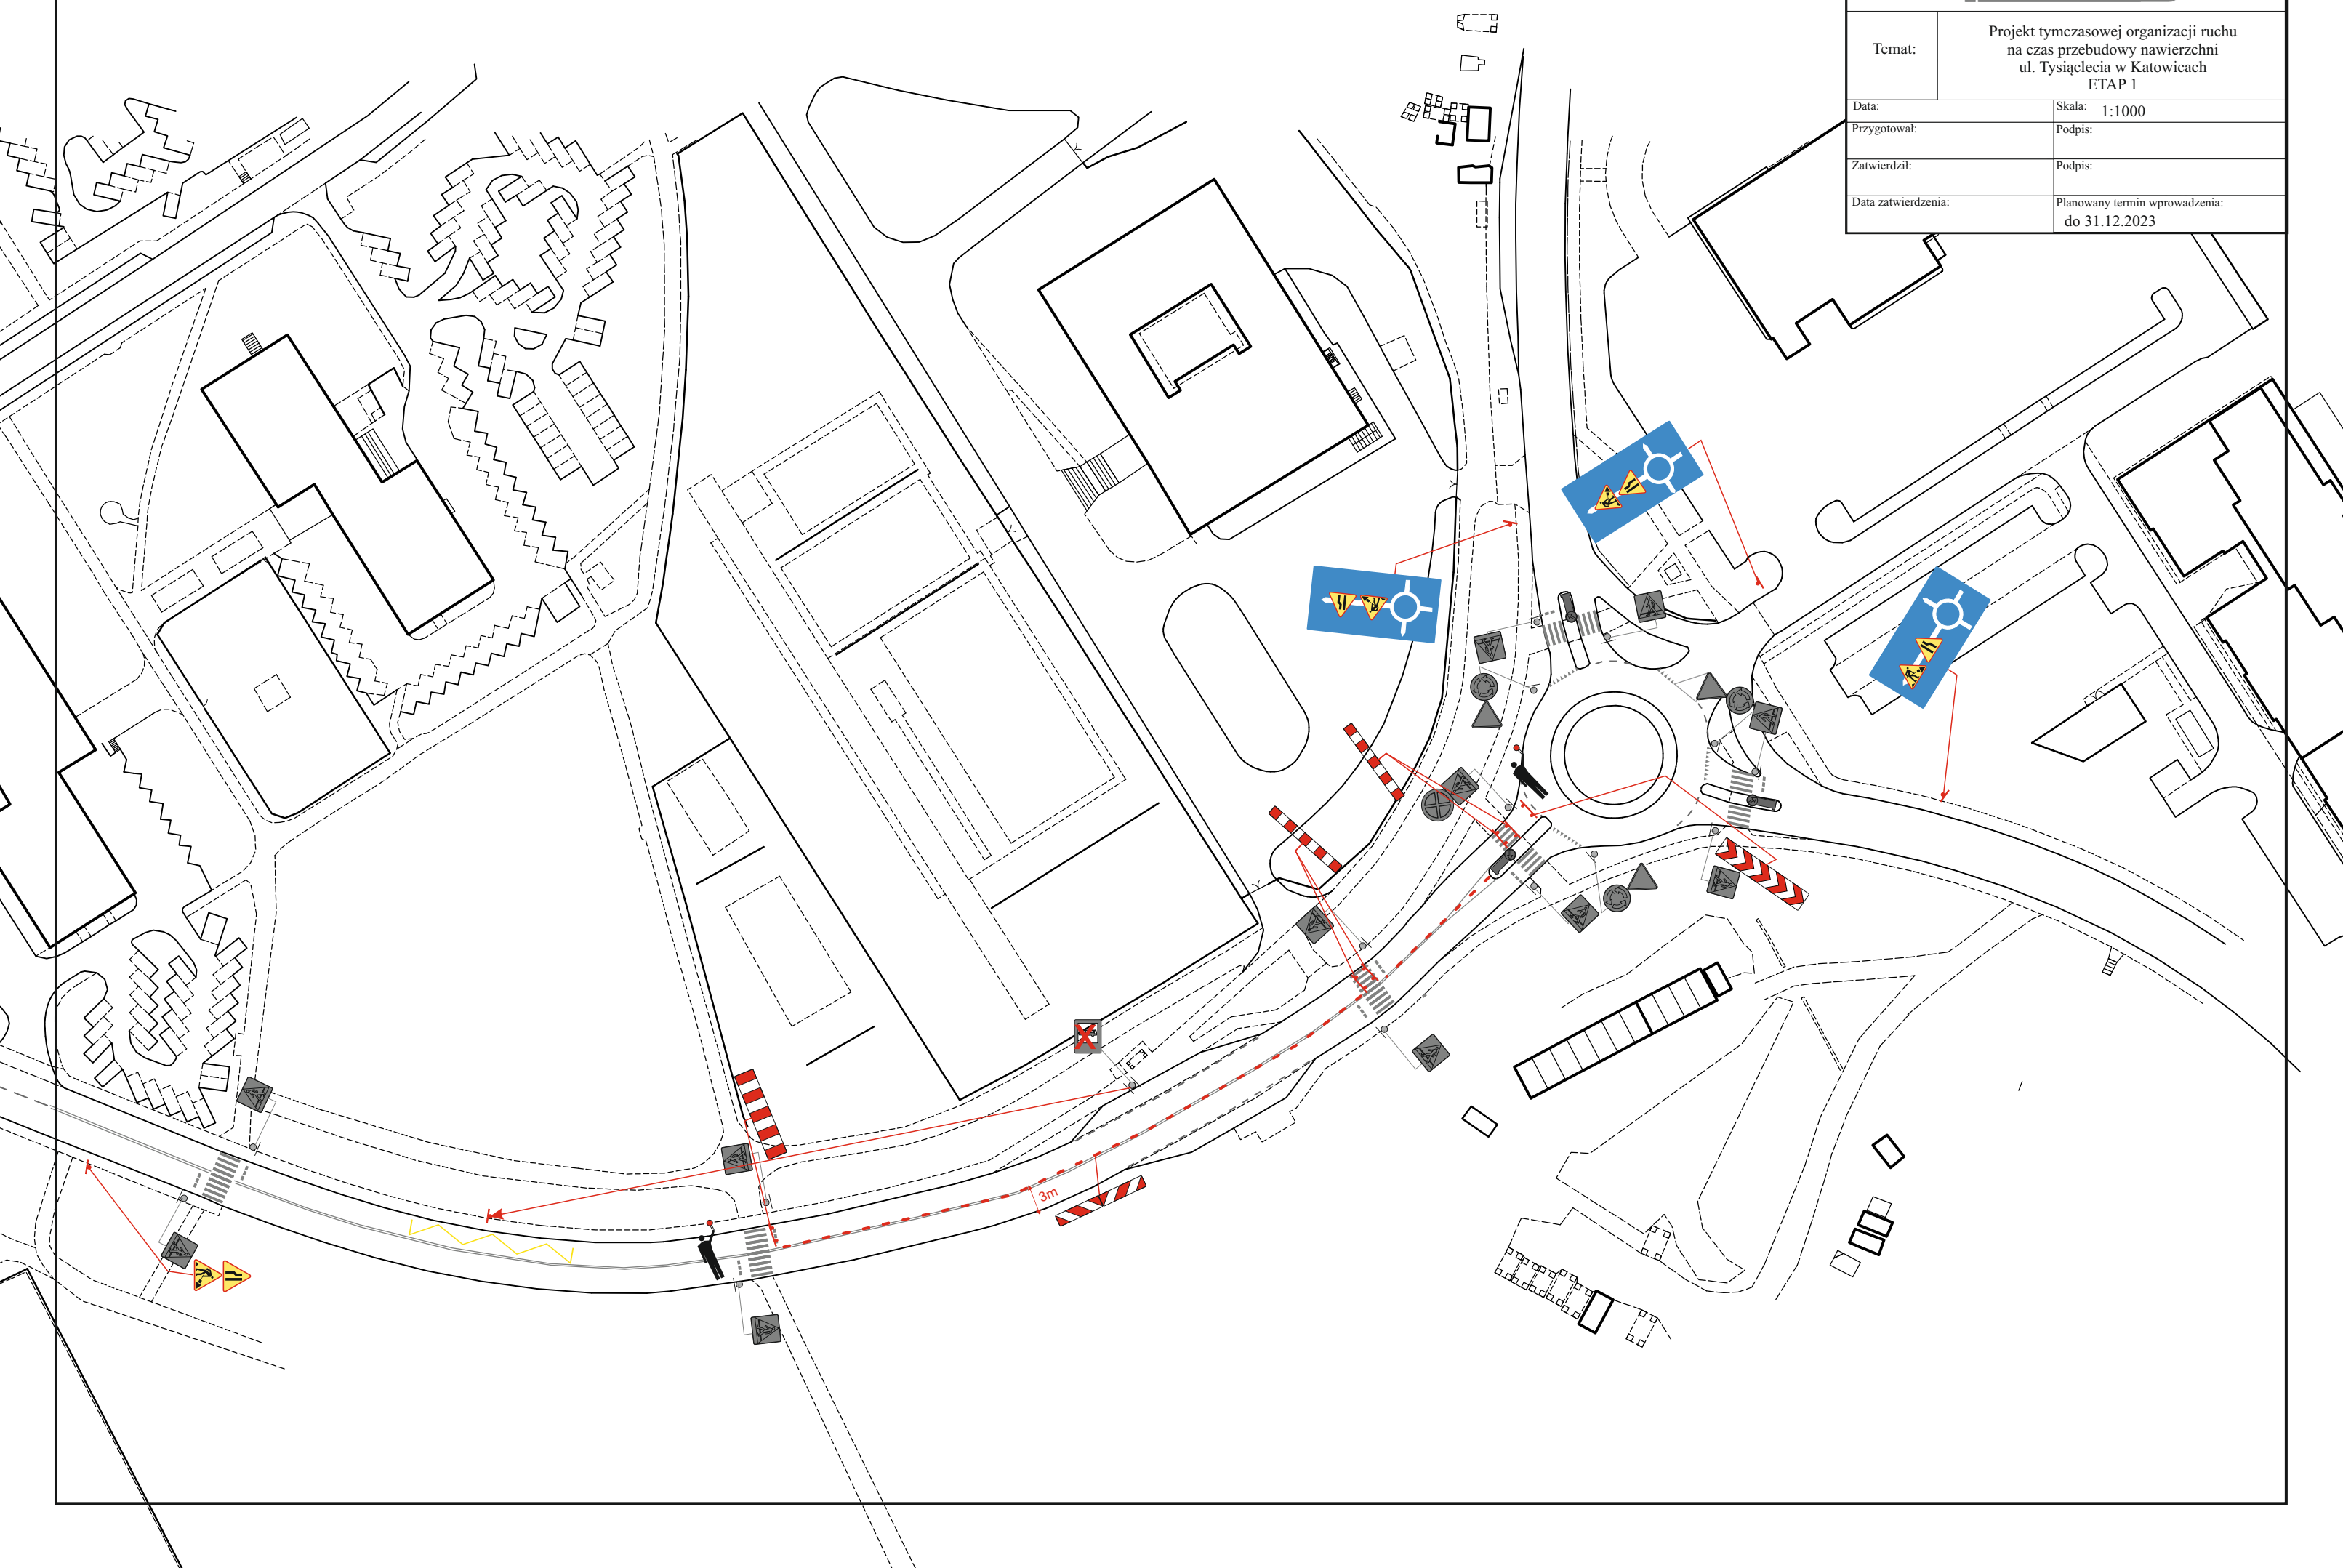 Temat:
Projekt tymczasowej organizacji ruchu
na czas przebudowy nawierzchni
ul. Tysiąclecia w Katowicach
ETAP 1
Data:
Skala: 1:1000
Przygotował:
Podpis:
Zatwierdził:
Podpis:
Data zatwierdzenia:
Planowany termin wprowadzenia:
do 31.12.2023
3m